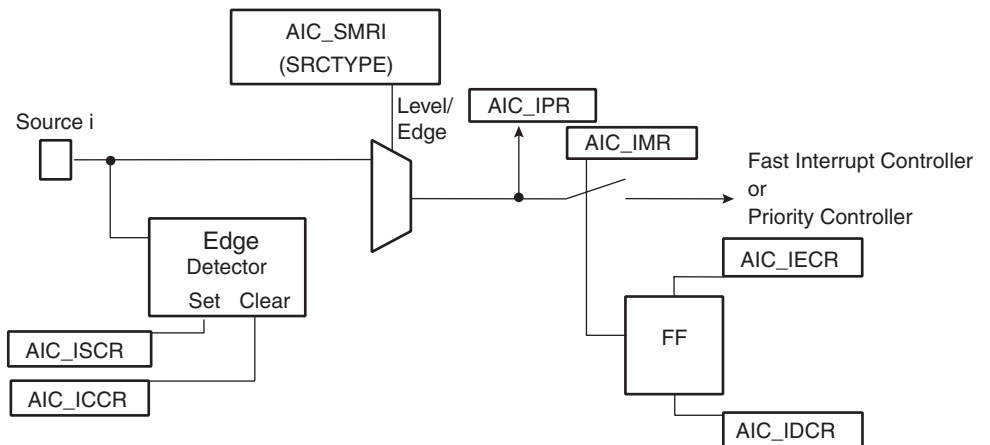 AIC_SMRI
(SRCTYPE)
Level/
Edge
AIC_IPR
AIC_IMR
Source i
Fast Interrupt Controller
or
Priority Controller
Edge
Detector
Set Clear
AIC_IECR
FF
AIC_ISCR
AIC_ICCR
AIC_IDCR